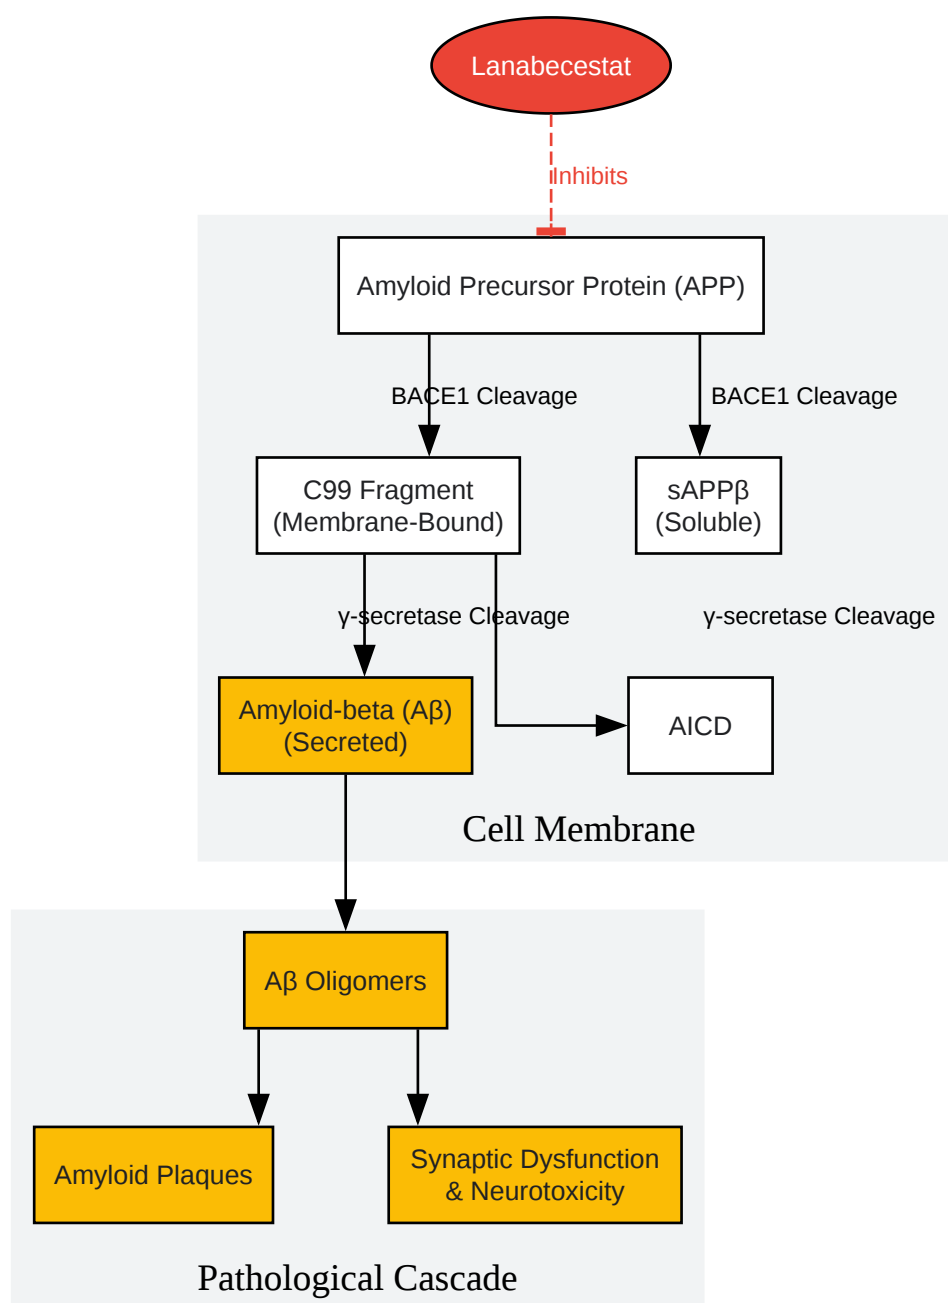 Lanabecestat
Inhibits
Amyloid Precursor Protein (APP)
BACE1 Cleavage
BACE1 Cleavage
C99 Fragment
(Membrane-Bound)
sAPPβ
(Soluble)
γ-secretase Cleavage
γ-secretase Cleavage
Amyloid-beta (Aβ)
(Secreted)
AICD
Cell Membrane
Aβ Oligomers
Amyloid Plaques
Synaptic Dysfunction
& Neurotoxicity
Pathological Cascade